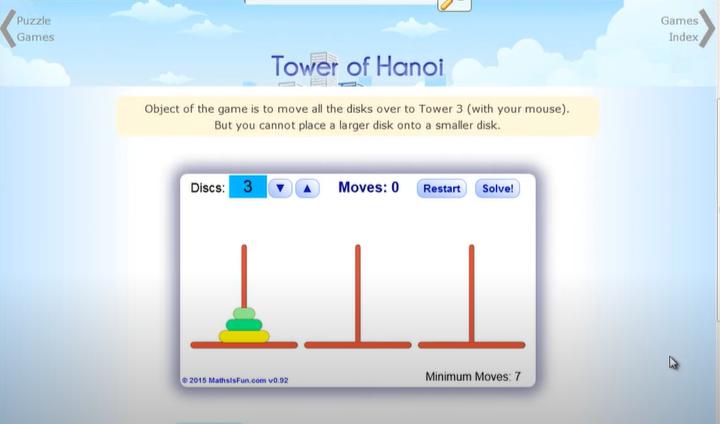 Puzzle
Games
Games
Index
Tower of Hanoi
Object of the game is to move all the disks over to Tower 3 (with your mouse).
But you cannot place a larger disk onto a smaller disk.
Discs: 3 ▼ ▲ Moves: 0 Restart Solve!
Minimum Moves: 7
© 2015 MathsIsFun.com v0.92